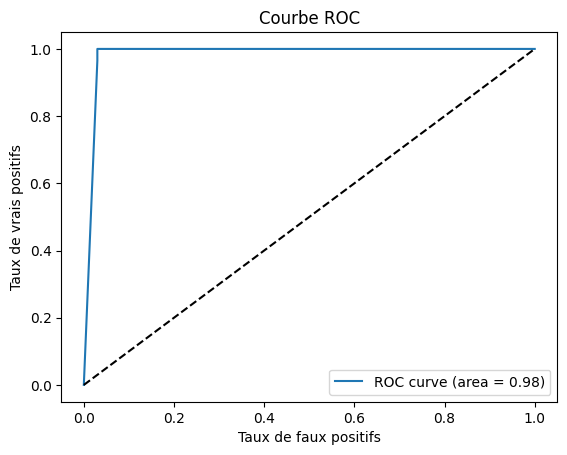 Courbe ROC
1.0
0.8
0.6
0.4
0.2
0.0
Taux de vrais positifs
ROC curve (area = 0.98)
0.0 0.2 0.4 0.6 0.8 1.0
Taux de faux positifs